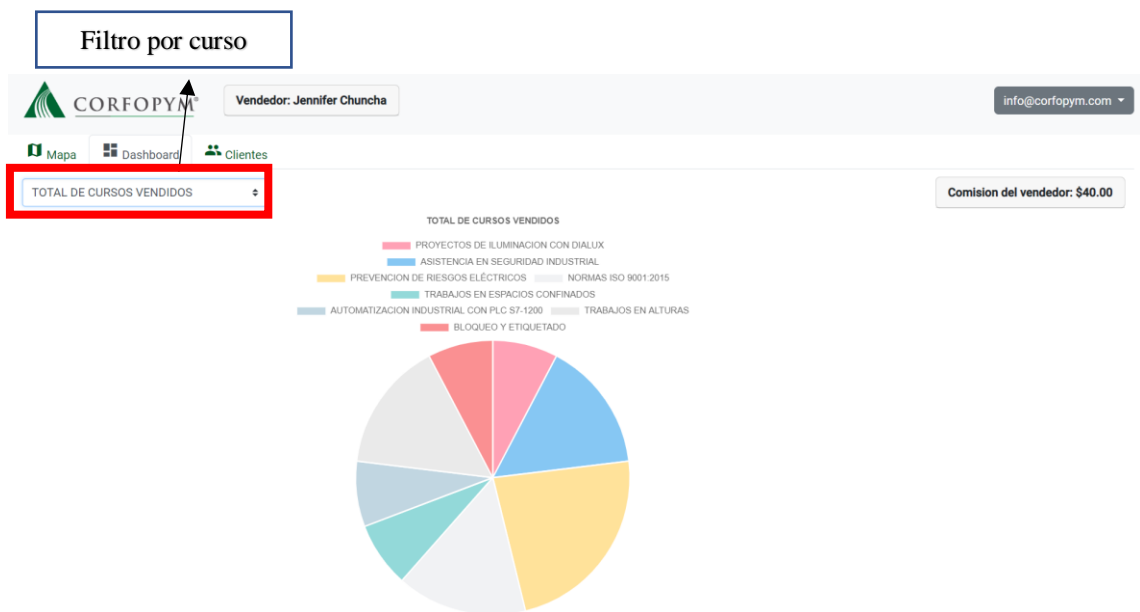 Filtro por curso
CORFOPYM®
Vendedor: Jennifer Chuncha
info@corfopym.com
Mapa
Dashboard
Clientes
TOTAL DE CURSOS VENDIDOS
Comision del vendedor: $40.00
TOTAL DE CURSOS VENDIDOS
PROYECTOS DE ILUMINACION CON DIALUX
ASISTENCIA EN SEGURIDAD INDUSTRIAL
PREVENCION DE RIESGOS ELÉCTRICOS NORMAS ISO 9001:2015
TRABAJOS EN ESPACIOS CONFINADOS
AUTOMATIZACION INDUSTRIAL CON PLC S7-1200 TRABAJOS EN ALTURAS
BLOQUEO Y ETIQUETADO